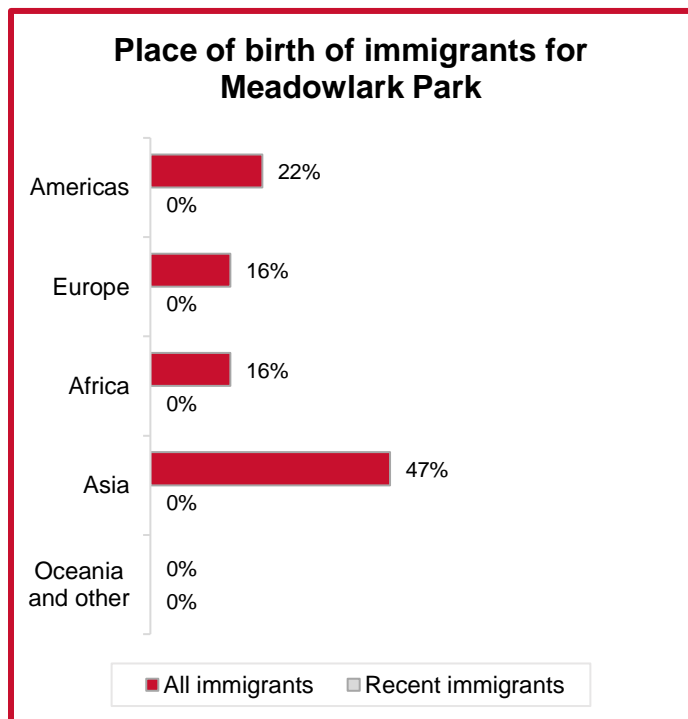 Place of birth of immigrants for
Meadowlark Park
Americas
22%
0%
Europe
16%
0%
Africa
16%
0%
Asia
47%
0%
Oceania
and other
0%
0%
All immigrants
Recent immigrants